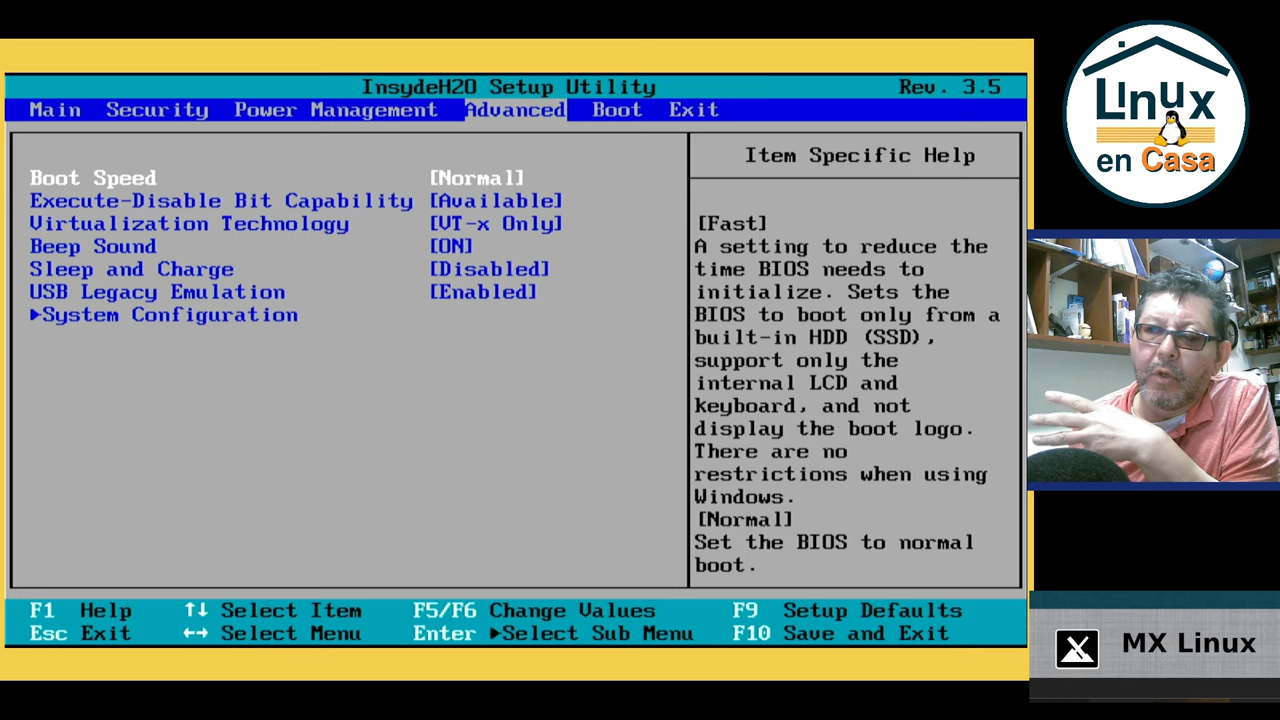 InsydeH20 Setup Utility Rev. 3.5
Main Security Power Management Advanced Boot Exit
Boot Speed [Normal]
Execute-Disable Bit Capability [Available]
Virtualization Technology [VT-x Only]
Beep Sound [ON]
Sleep and Charge [Disabled]
USB Legacy Emulation [Enabled]
▶System Configuration
Item Specific Help
[Fast]
A setting to reduce the
time BIOS needs to
initialize. Sets the
BIOS to boot only from a
built-in HDD (SSD),
support only the
internal LCD and
keyboard, and not
display the boot logo.
There are no
restrictions when using
Windows.
[Normal]
Set the BIOS to normal
boot.
F1 Help ↑↓ Select Item F5/F6 Change Values F9 Setup Defaults
Esc Exit ←→ Select Menu Enter ▶Select Sub Menu F10 Save and Exit
Linux
en Casa
MX Linux